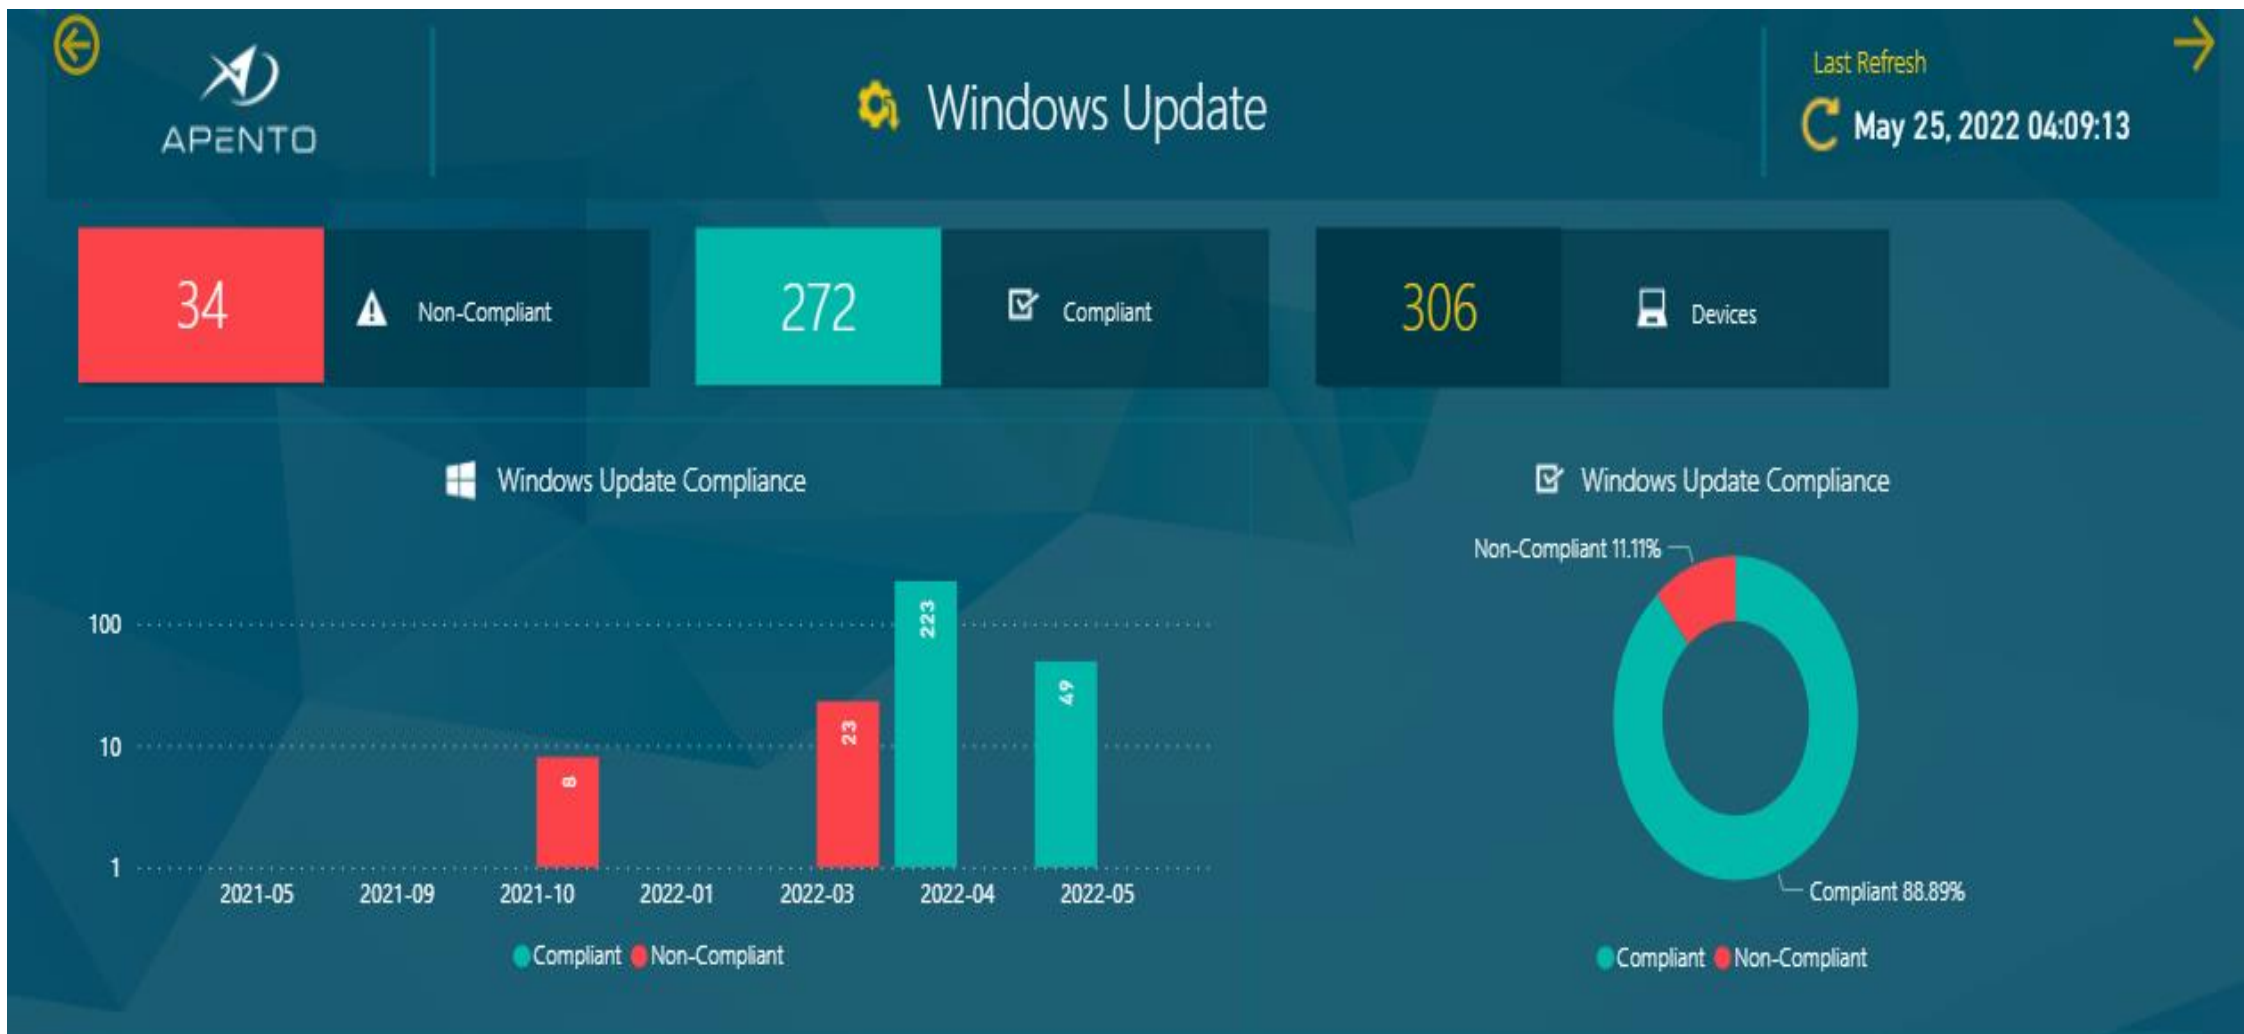 APENTO
Windows Update
Last Refresh
May 25, 2022 04:09:13
34
Non-Compliant
272
Compliant
306
Devices
Windows Update Compliance
100
10
1
8
23
223
49
2021-05 2021-09 2021-10 2022-01 2022-03 2022-04 2022-05
Compliant Non-Compliant
Windows Update Compliance
Non-Compliant 11.11%
Compliant 88.89%
Compliant Non-Compliant